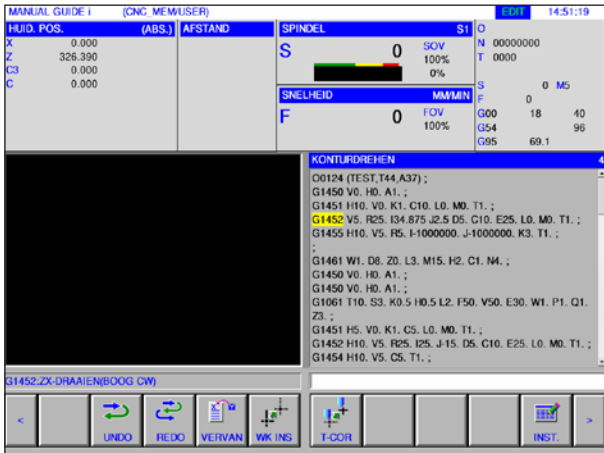 MANUAL GUIDE i (CNC_MEM/USER) EDIT 14:51:19
HUID. POS. (ABS.) AFSTAND SPINDEL S1 O
X 0.000
Z 326.390
C3 0.000
C 0.000
S 0 SOV 100% 0%
N 00000000
T 0000
SNELHEID MM/MIN
F 0 FOV 100%
S 0 M5
F 0
G00 18 40
G54 96
G95 69.1
KONTURDREHEN 4
O0124 (TEST,T44,A37) ;
G1450 V0. H0. A1. ;
G1451 H10. V0. K1. C10. L0. M0. T1. ;
G1452 V5. R25. I34.875 J2.5 D5. C10. E25. L0. M0. T1. ;
G1455 H10. V5. R5. I-1000000. J-1000000. K3. T1. ;
;
G1461 W1. D8. Z0. L3. M15. H2. C1. N4. ;
G1450 V0. H0. A1. ;
G1450 V0. H0. A1. ;
G1061 T10. S3. K0.5 H0.5 L2. F50. V50. E30. W1. P1. Q1.
Z3. ;
G1451 H5. V0. K1. C5. L0. M0. T1. ;
G1452 H10. V5. R25. I25. J-15. D5. C10. E25. L0. M0. T1. ;
G1454 H10. V5. C5. T1. ;
G1452:ZX-DRAAIEN(BOOG CW)
< UNDO REDO VERVAN WK INS T-COR INST. >